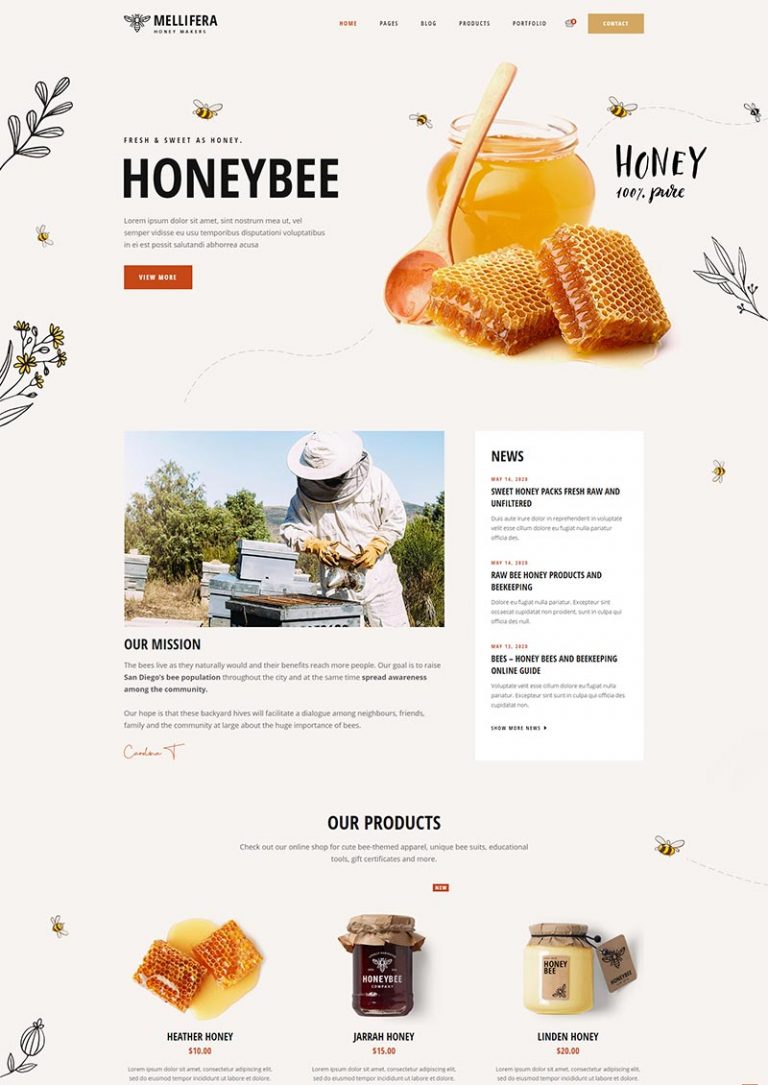 MELLIFERA
HONEY MAKERS
HOME
PAGES
BLOG
PRODUCTS
PORTFOLIO
CONTACT
FRESH & SWEET AS HONEY.
HONEYBEE
Lorem ipsum dolor sit amet, sint nostrum mea ut, vel
semper vidisse eu usu temporibus disputationi voluptatibus
in ei est possit salutandi abhorrea acusa
VIEW MORE
HONEY
100% pure
OUR MISSION
The bees live as they naturally would and their benefits reach more people. Our goal is to raise
San Diego's bee population throughout the city and at the same time spread awareness
among the community.
Our hope is that these backyard hives will facilitate a dialogue among neighbours, friends,
family and the community at large about the huge importance of bees.
Carolina T
NEWS
MAY 16, 2020
SWEET HONEY PACKS FRESH RAW AND
UNFILTERED
Duis aute irure dolor in reprehenderit in voluptate
velit esse cillum dolore eu fugiat nulla pariatur
officia des.
MAY 14, 2020
RAW BEE HONEY PRODUCTS AND
BEEKEEPING
Dolore eu fugiat nulla pariatur. Excepteur sint
occaecat cupidatat non proident, sunt in culpa qui
officia des null.
MAY 13, 2020
BEES – HONEY BEES AND BEEKEEPING
ONLINE GUIDE
Voluptate velit esse cillum dolore eu fugiat nulla
pariatur. Excepteur sint sunt in culpa qui officia des
cupidatat non.
SHOW MORE NEWS
OUR PRODUCTS
Check out our online shop for cute bee-themed apparel, unique bee suits, educational
tools, gift certificates and more.
NEW
HONEYBEE
COMPANY
HONEY
BEE
HONEYBEE
HEATHER HONEY
$10.00
Lorem ipsum dolor sit amet, consectetur adipiscing elit,
sed do eiusmod tempor incididunt ut labore et dolore
JARRAH HONEY
$15.00
Lorem ipsum dolor sit amet, consectetur adipiscing elit,
sed do eiusmod tempor incididunt ut labore et dolore
LINDEN HONEY
$20.00
Lorem ipsum dolor sit amet, consectetur adipiscing elit,
sed do eiusmod tempor incididunt ut labore et dolore